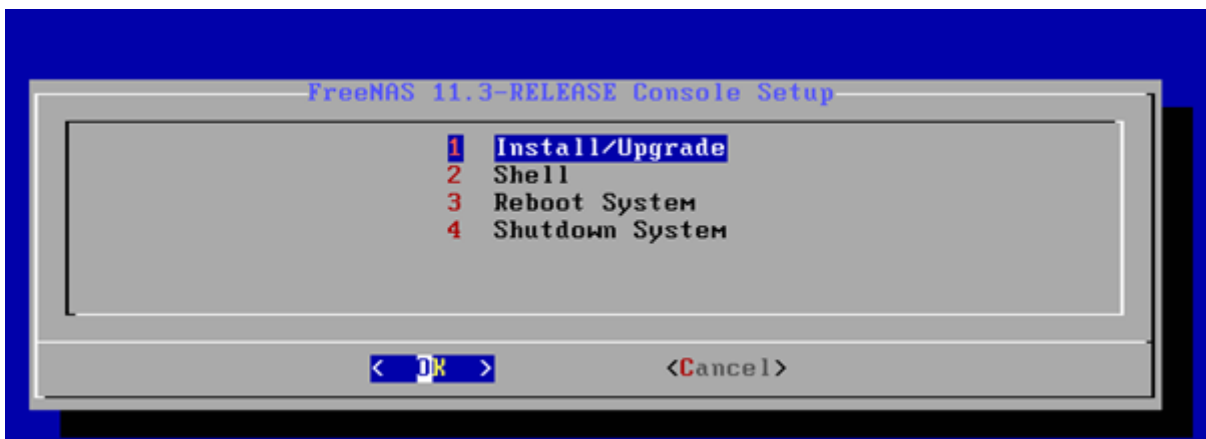 FreeNAS 11.3-RELEASE Console Setup
1 Install/Upgrade
2 Shell
3 Reboot System
4 Shutdown System
< OK > <Cancel>